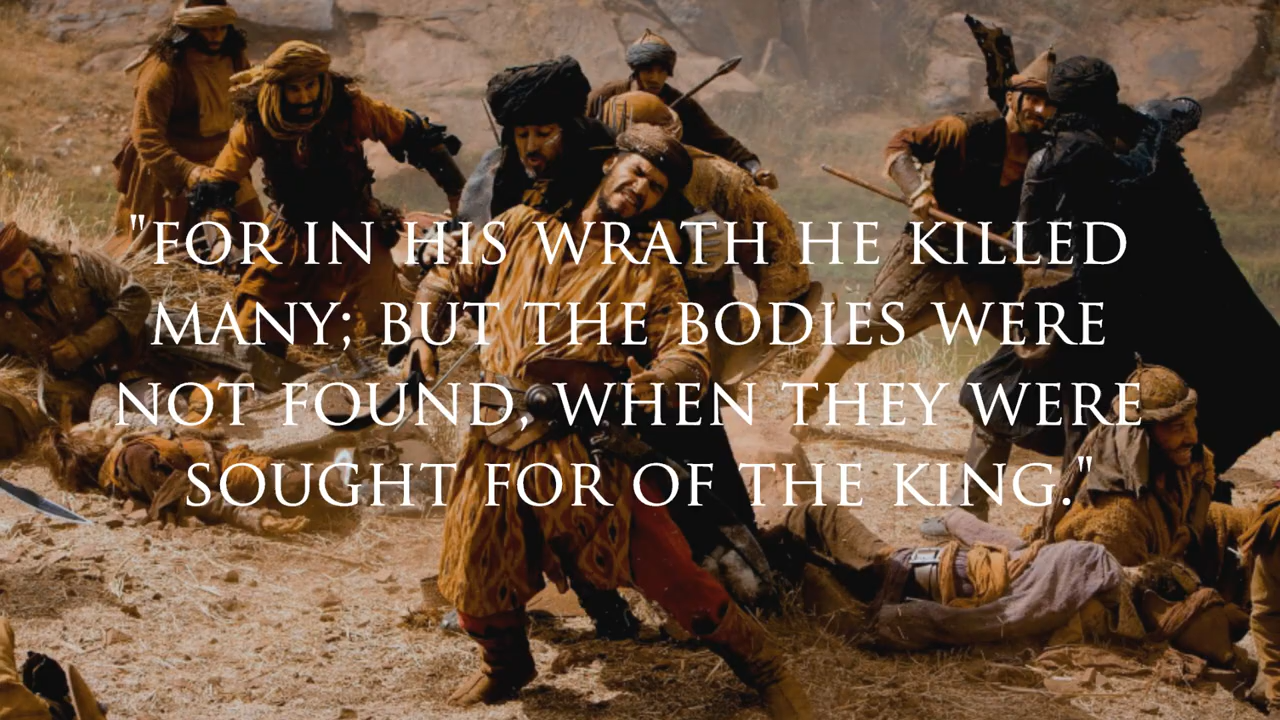 "FOR IN HIS WRATH HE KILLED
MANY; BUT THE BODIES WERE
NOT FOUND, WHEN THEY WERE
SOUGHT FOR OF THE KING."